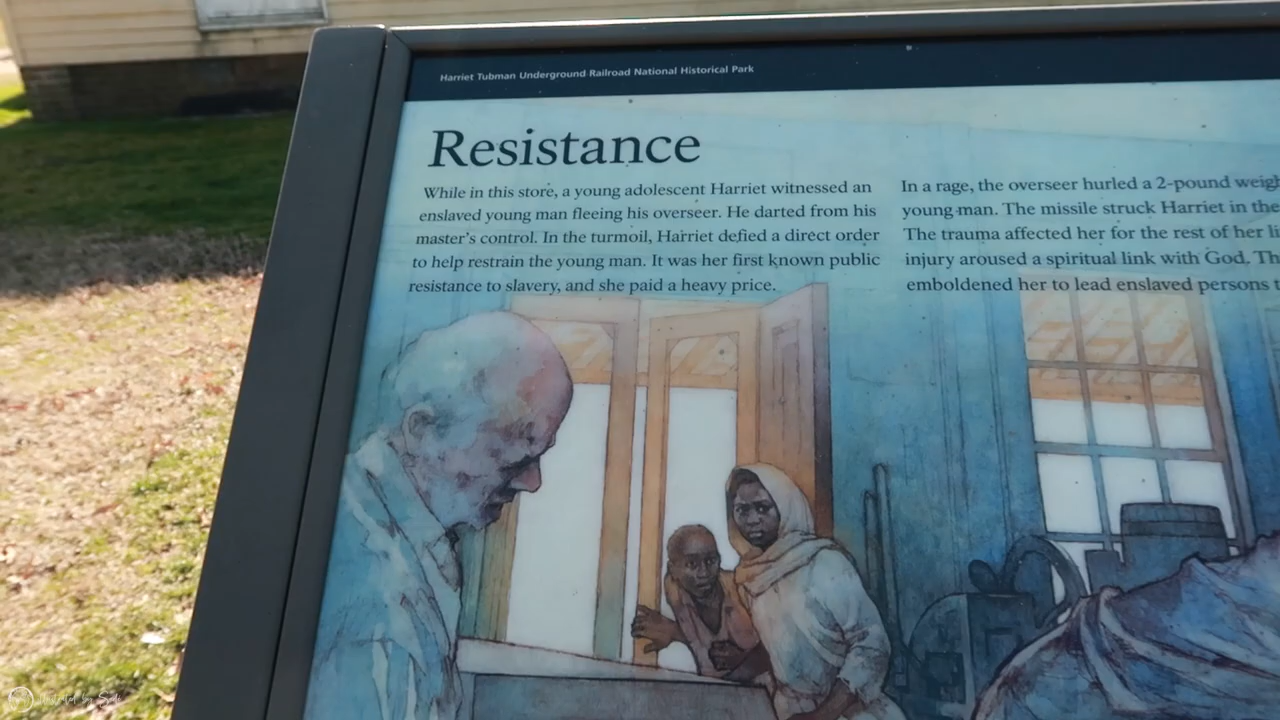 Harriet Tubman Underground Railroad National Historical Park
Resistance
While in this store, a young adolescent Harriet witnessed an
enslaved young man fleeing his overseer. He darted from his
master's control. In the turmoil, Harriet defied a direct order
to help restrain the young man. It was her first known public
resistance to slavery, and she paid a heavy price.
In a rage, the overseer hurled a 2-pound
young man. The missile struck Harriet in the
The trauma affected her for the rest of her
injury aroused a spiritual link with God.
emboldened her to lead enslaved persons